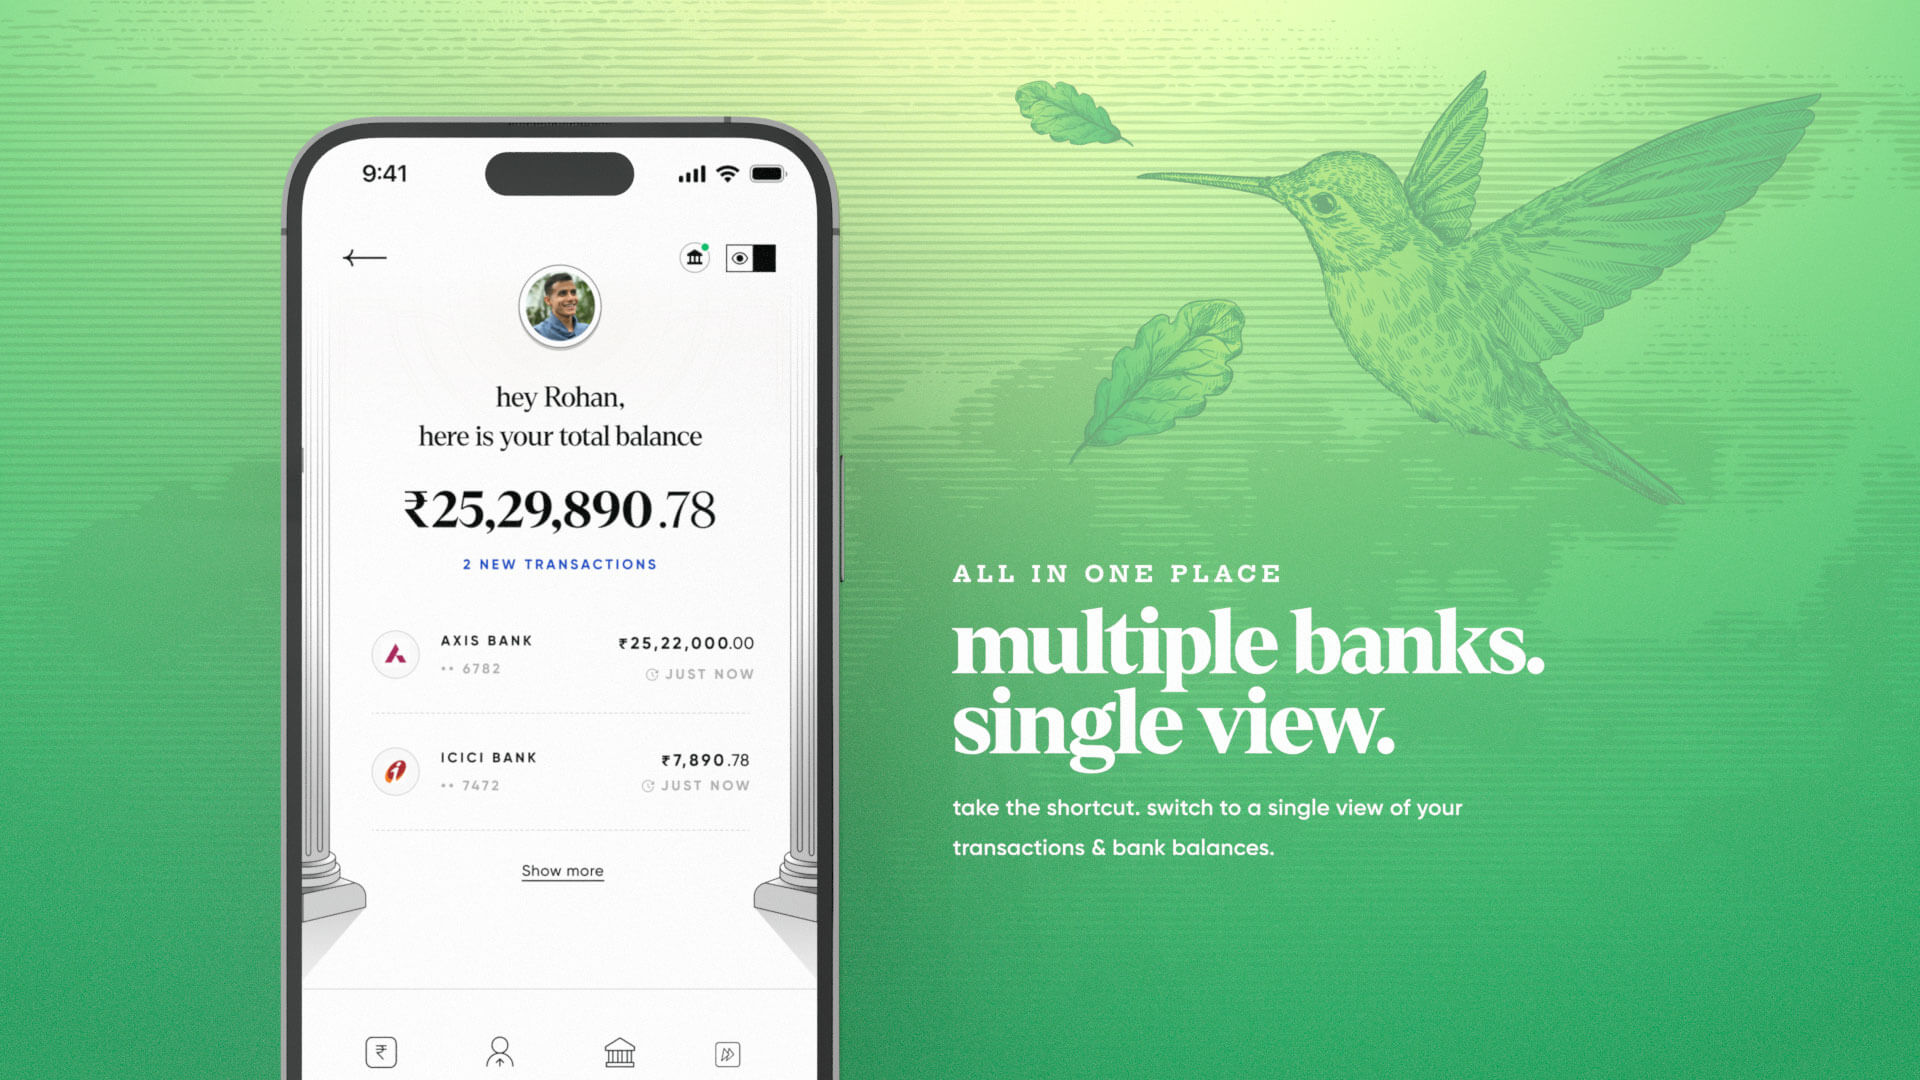 9:41
hey Rohan,
here is your total balance
₹25,29,890.78
2 NEW TRANSACTIONS
AXIS BANK
₹25,22,000.00
•• 6782
JUST NOW
ICICI BANK
₹7,890.78
•• 7472
JUST NOW
Show more
ALL IN ONE PLACE
multiple banks.
single view.
take the shortcut. switch to a single view of your
transactions & bank balances.